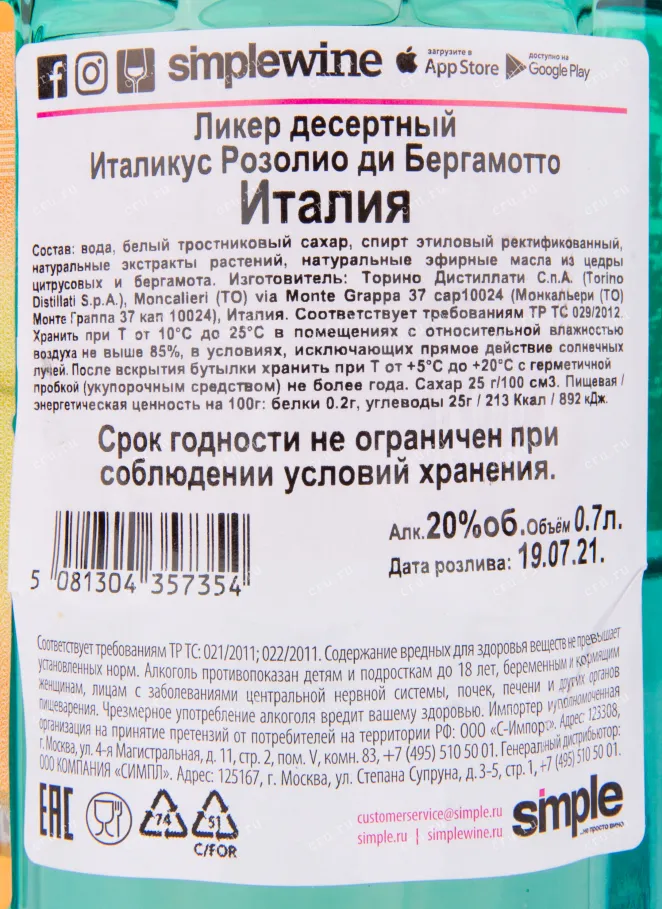 simplewine загрузите в App Store доступно на Google Play
Ликер десертный
Италикус Розолио ди Бергамотто
Италия
Состав: вода, белый тростниковый сахар, спирт этиловый ректификованный,
натуральные экстракты растений, натуральные эфирные масла из цедры
цитрусовых и бергамота. Изготовитель: Торино Дистиллати С.п.А. (Torino
Distillati S.p.A.), Moncalieri (TO) via Monte Grappa 37 cap10024 (Монкальери (ТО)
Монте Граппа 37 кап 10024), Италия. Соответствует требованиям ТР ТС 029/2012.
Хранить при Т от 10°С до 25°С в помещениях с относительной влажностью
воздуха не выше 85%, в условиях, исключающих прямое действие солнечных
лучей. После вскрытия бутылки хранить при Т от +5°С до +20°С с герметичной
пробкой (укупорочным средством) не более года. Сахар 25 г/100 см3. Пищевая /
энергетическая ценность на 100г: белки 0.2г, углеводы 25г / 213 Ккал / 892 кДж.
Срок годности не ограничен при
соблюдении условий хранения.
Алк. 20%об. Объём 0.7л.
Дата розлива: 19.07.21.
5 081304 357354
Соответствует требованиям ТР ТС: 021/2011; 022/2011. Содержание вредных для здоровья веществ не превышает
установленных норм. Алкоголь противопоказан детям и подросткам до 18 лет, беременным и кормящим
женщинам, лицам с заболеваниями центральной нервной системы, почек, печени и других органов
пищеварения. Чрезмерное употребление алкоголя вредит вашему здоровью. Импортер и уполномоченная
организация на принятие претензий от потребителей на территории РФ: ООО «С-Импорт». Адрес: 123308,
г. Москва, ул. 4-я Магистральная, д. 11, стр. 2, пом. V, комн. 83, +7 (495) 510 50 01. Генеральный дистрибьютор:
ООО КОМПАНИЯ «СИМПЛ». Адрес: 125167, г. Москва, ул. Степана Супруна, д. 3-5, стр. 1, +7 (495) 510 50 01.
EAC 74 51
C/FOR
customerservice@simple.ru
simple.ru | simplewine.ru
simple
...не просто вино.